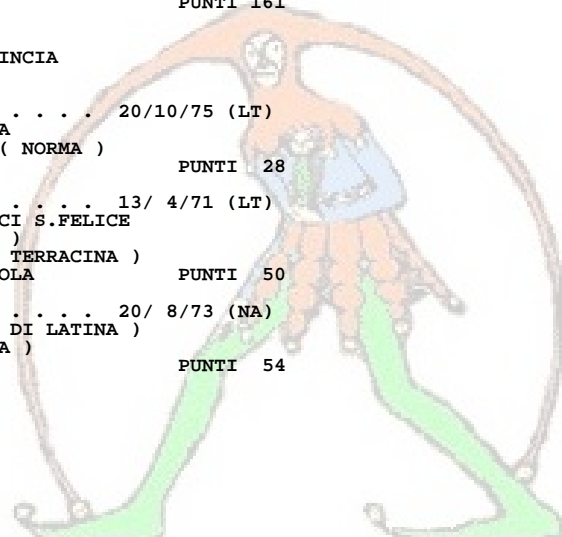 PUNTI 161
INCIA
. . . . 20/10/75 (LT)
A
( NORMA )
PUNTI 28
. . . . . 13/ 4/71 (LT)
CI S.FELICE
)
TERRACINA )
OLA PUNTI 50
. . . . . 20/ 8/73 (NA)
DI LATINA )
A )
PUNTI 54